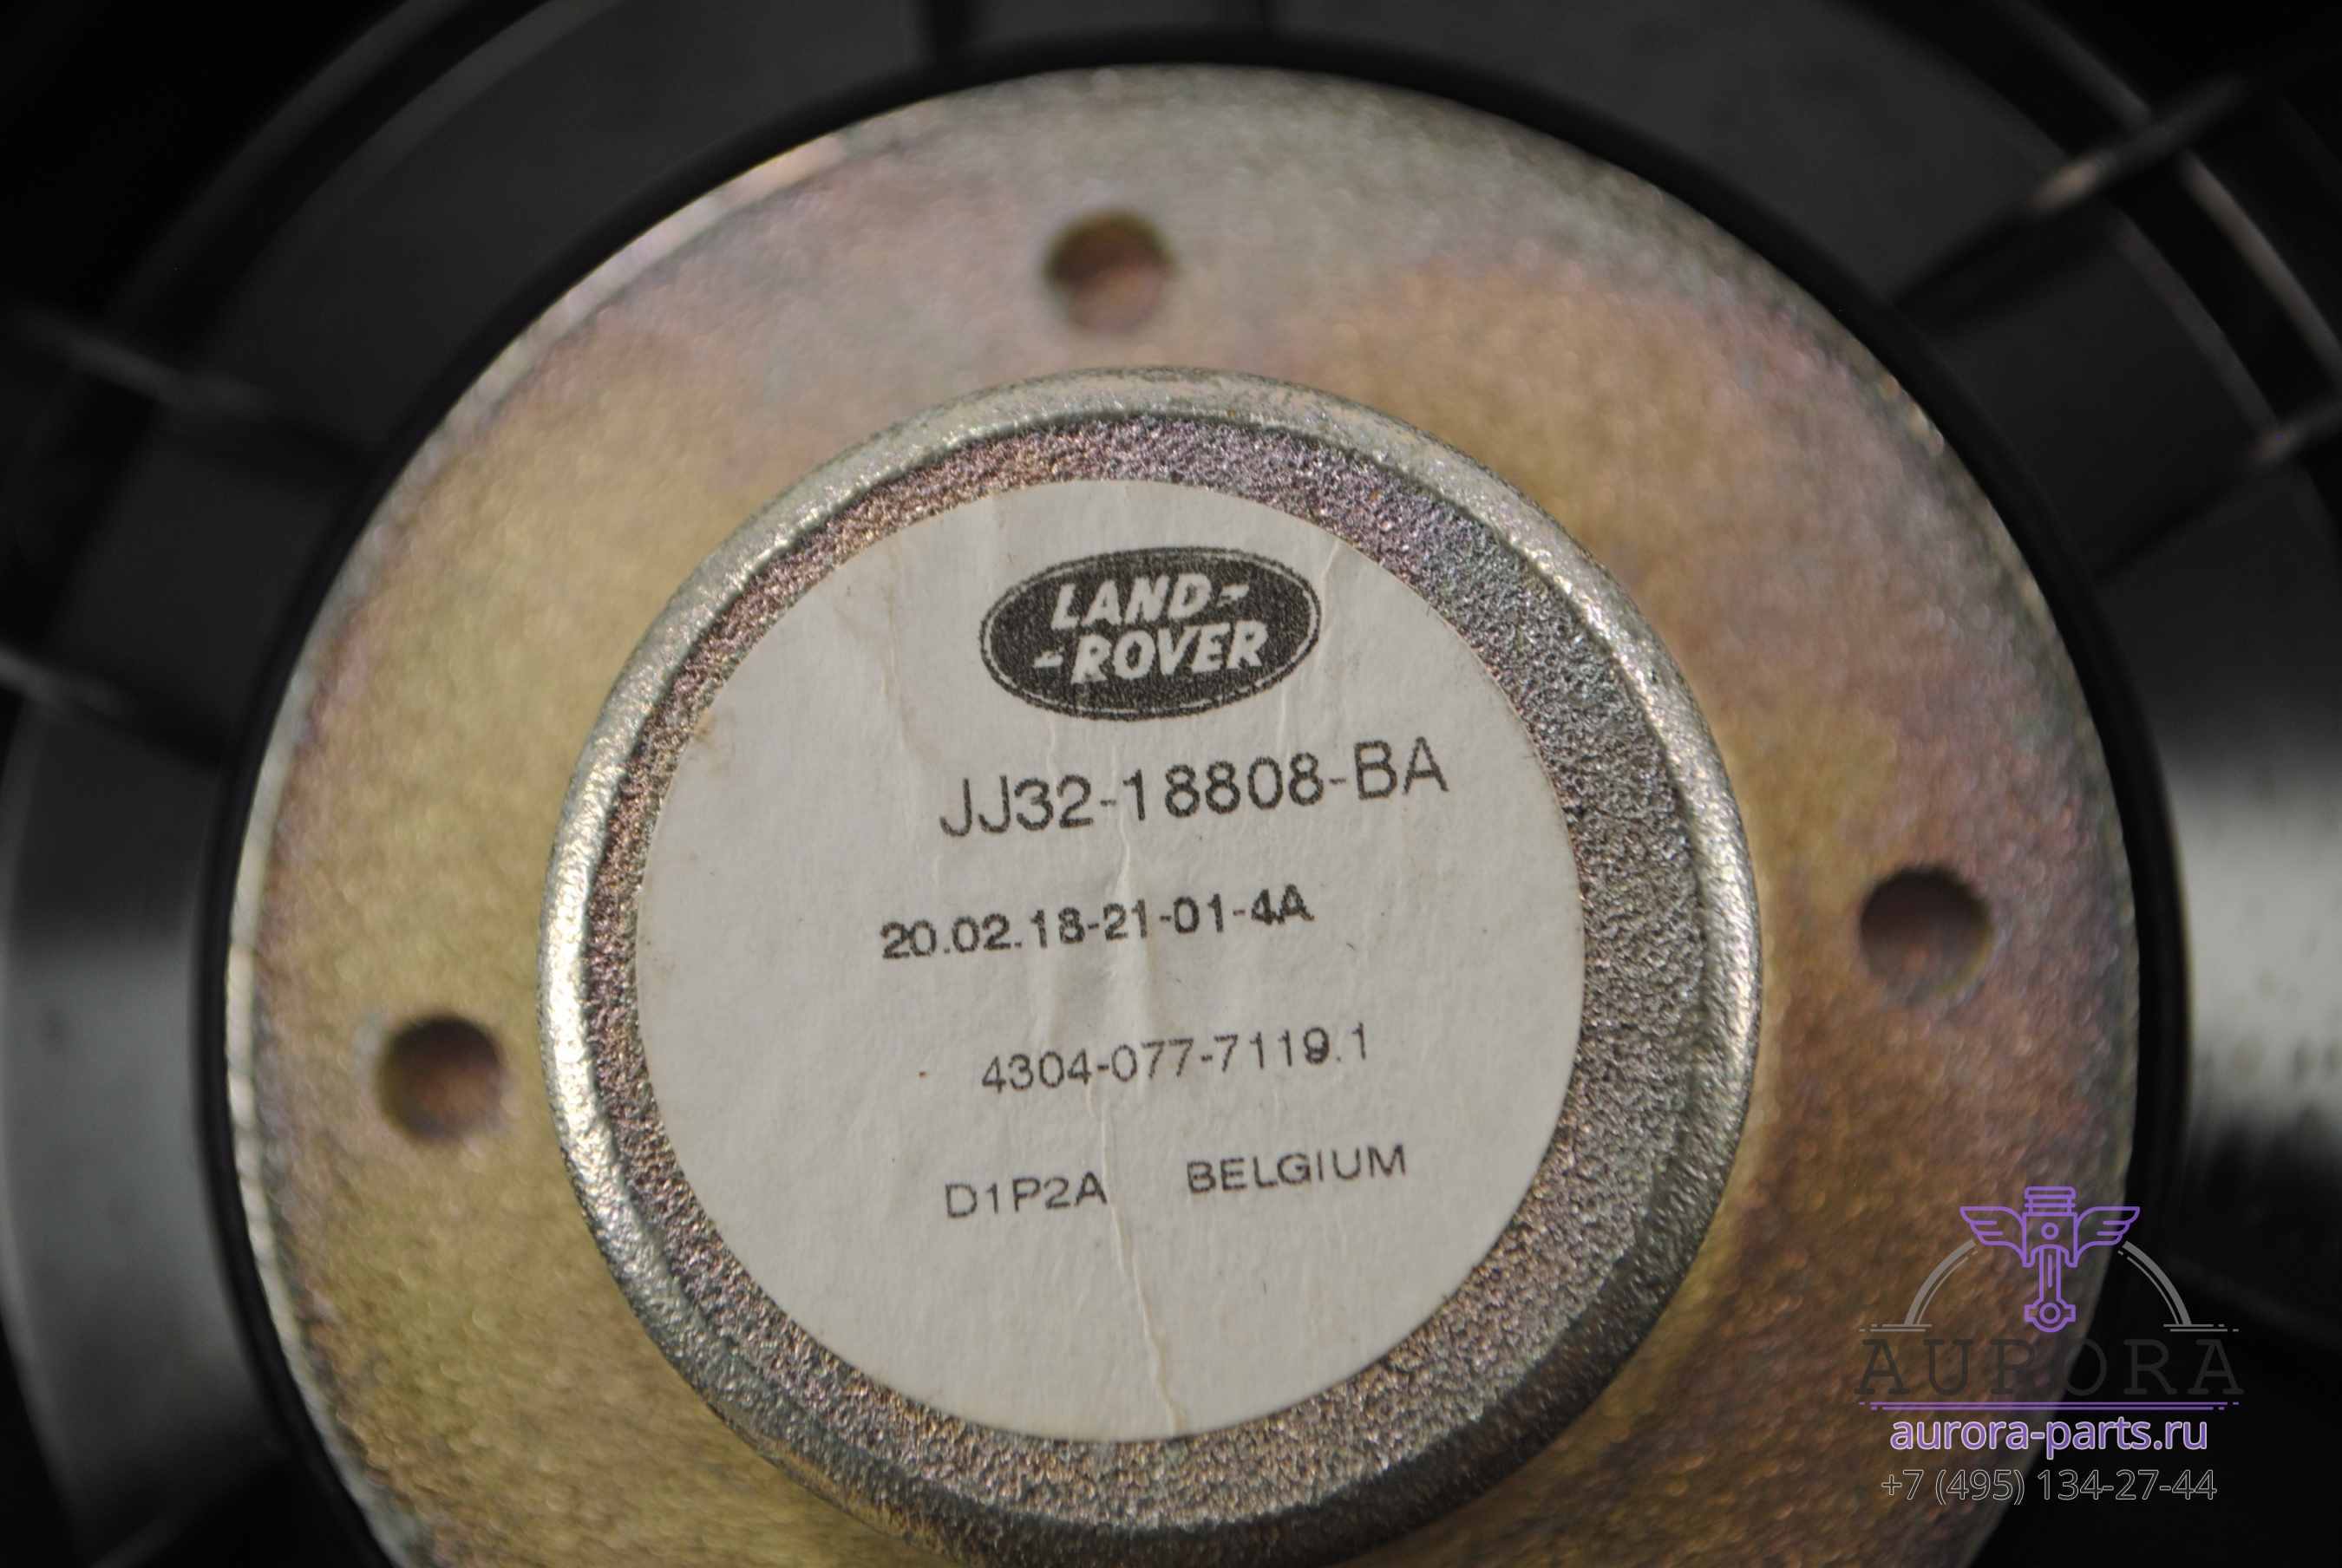 LAND-
-ROVER
JJ32-18808-BA
20.02.18-21-01-4A
4304-077-7119.1
D1P2A BELGIUM
AURORA
aurora-parts.ru
+7 (495) 134-27-44